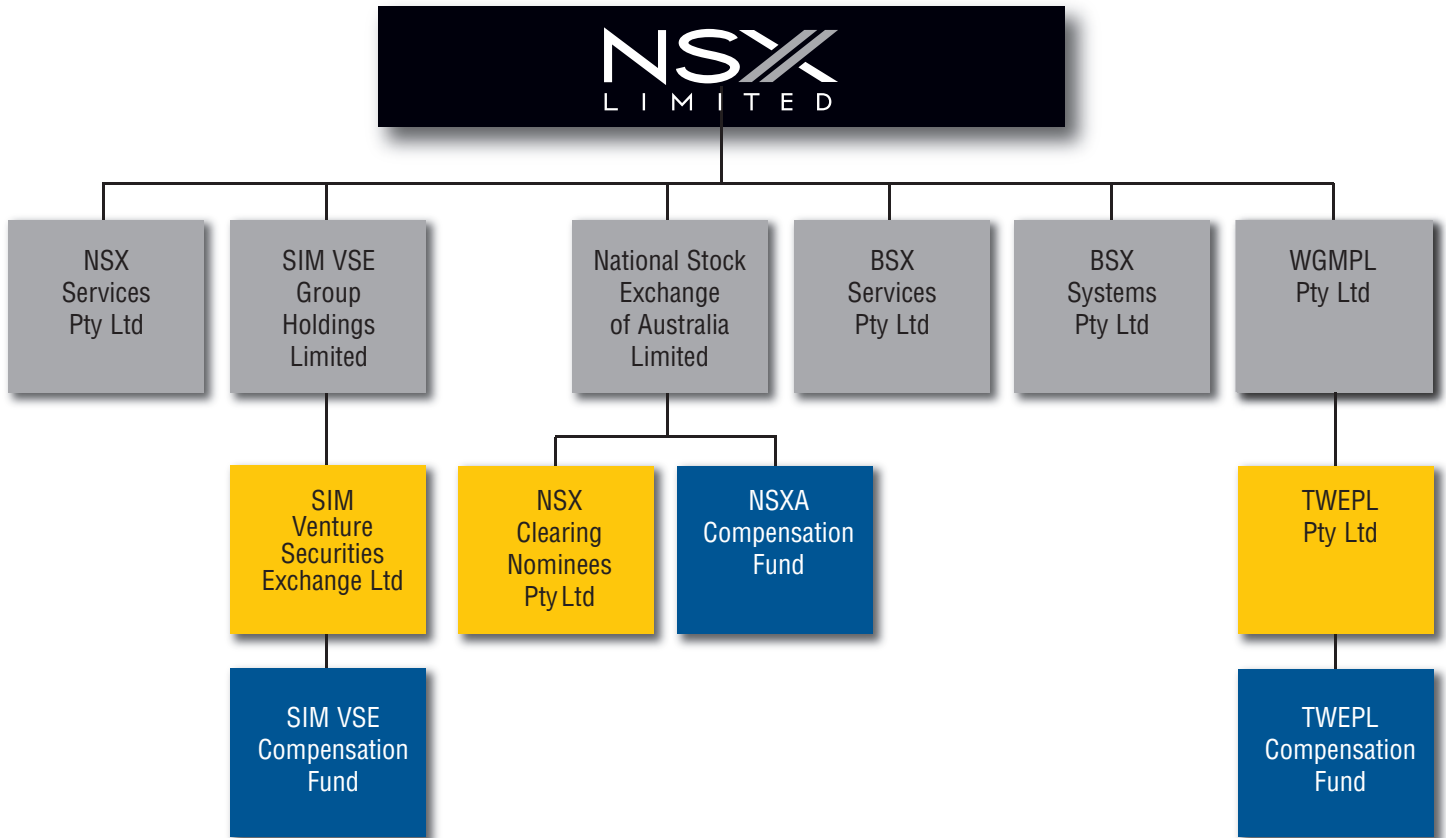 NSX
LIMITED
NSX
Services
Pty Ltd
SIM VSE
Group
Holdings
Limited
National Stock
Exchange
of Australia
Limited
BSX
Services
Pty Ltd
BSX
Systems
Pty Ltd
WGMPL
Pty Ltd
SIM
Venture
Securities
Exchange Ltd
NSX
Clearing
Nominees
Pty Ltd
NSXA
Compensation
Fund
TWEPL
Pty Ltd
SIM VSE
Compensation
Fund
TWEPL
Compensation
Fund